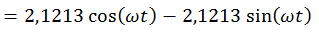 = 2,1213 cos(ωt) − 2,1213 sin(ωt)